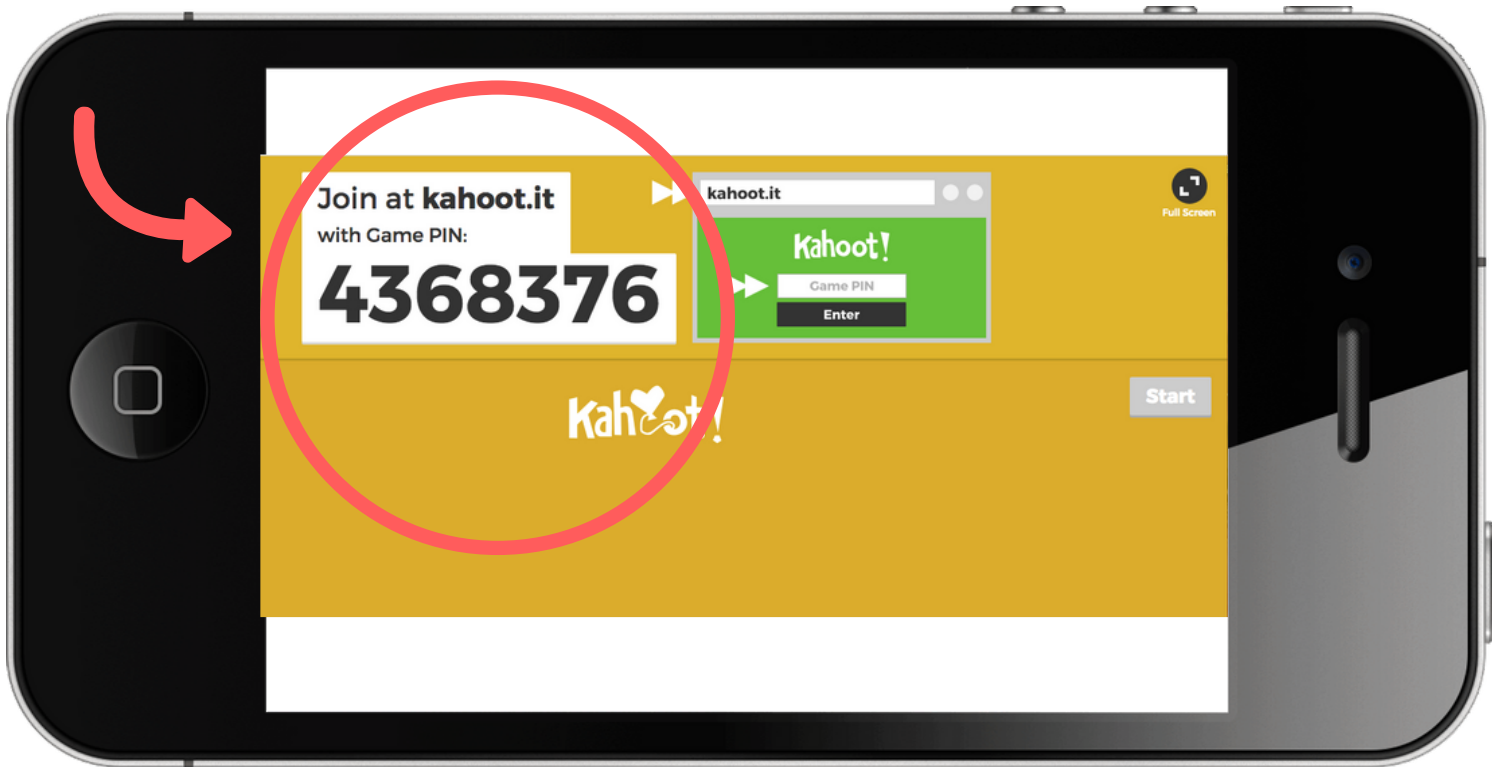 Join at kahoot.it
with Game PIN:
4368376
kahoot.it
Kahoot!
Game PIN
Enter
Full Screen
Kahoot!
Start